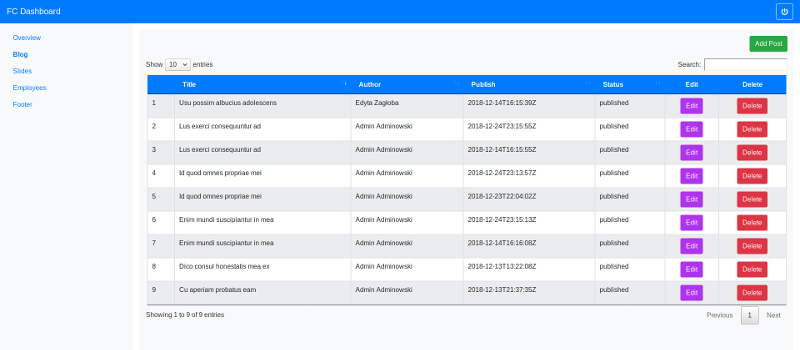 FC Dashboard
Overview
Blog
Slides
Employees
Footer
Add Post
Show 10 entries Search:
Title Author Publish Status Edit Delete
1 Usu possim albucius adolescens Edyta Zagłoba 2018-12-14T16:15:39Z published Edit Delete
2 Lus exerci consequuntur ad Admin Adminowski 2018-12-24T23:15:55Z published Edit Delete
3 Lus exerci consequuntur ad Admin Adminowski 2018-12-14T16:15:55Z published Edit Delete
4 Id quod omnes propriae mei Admin Adminowski 2018-12-24T23:13:57Z published Edit Delete
5 Id quod omnes propriae mei Admin Adminowski 2018-12-23T22:04:02Z published Edit Delete
6 Enim mundi suscipiantur in mea Admin Adminowski 2018-12-24T23:15:13Z published Edit Delete
7 Enim mundi suscipiantur in mea Admin Adminowski 2018-12-14T16:16:08Z published Edit Delete
8 Dico consul honestatis mea ex Admin Adminowski 2018-12-13T13:22:08Z published Edit Delete
9 Cu aperiam probatus eam Admin Adminowski 2018-12-13T21:37:35Z published Edit Delete
Showing 1 to 9 of 9 entries Previous 1 Next